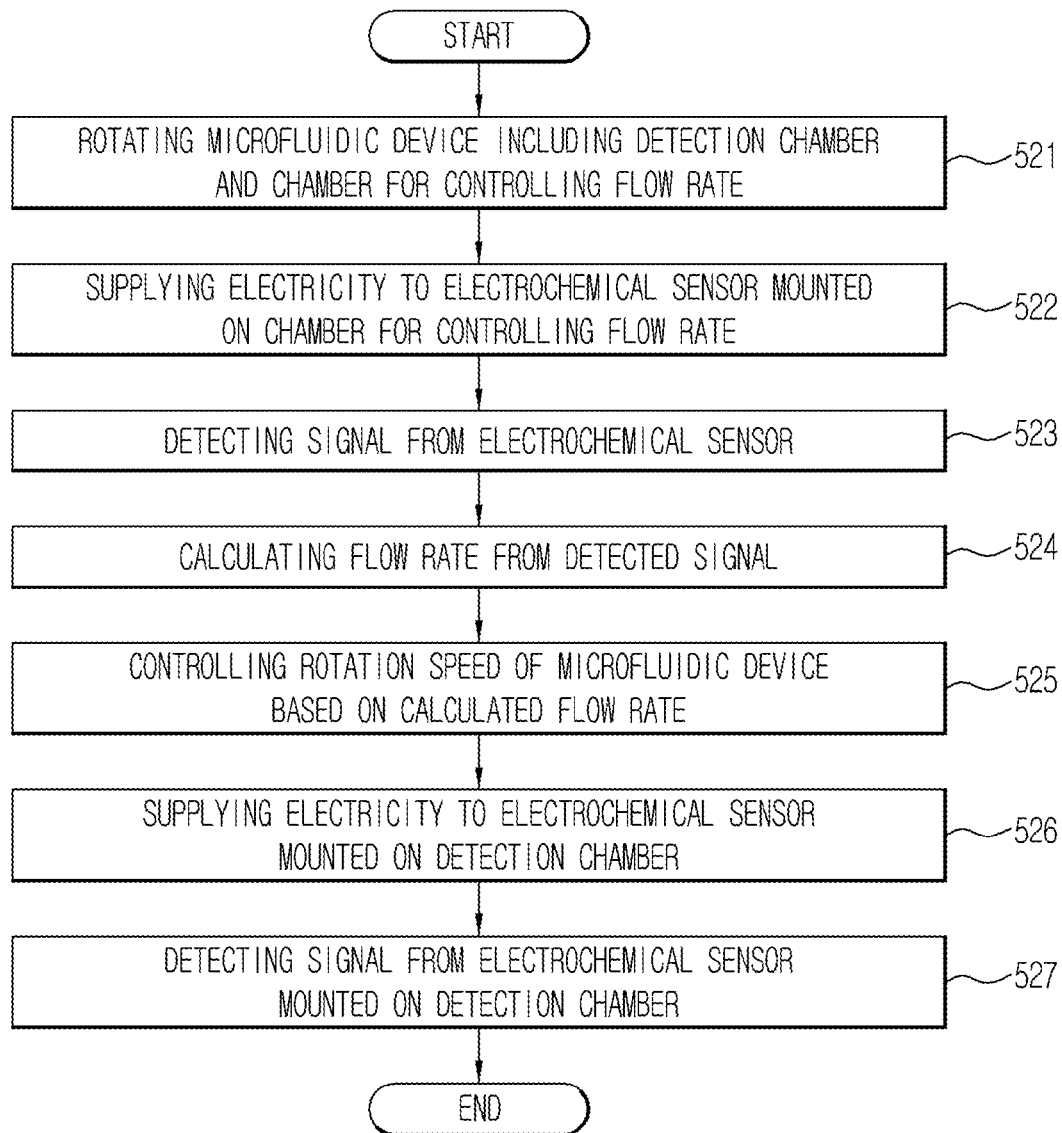 START
ROTATING MICROFLUIDIC DEVICE INCLUDING DETECTION CHAMBER
AND CHAMBER FOR CONTROLLING FLOW RATE
521
SUPPLYING ELECTRICITY TO ELECTROCHEMICAL SENSOR MOUNTED
ON CHAMBER FOR CONTROLLING FLOW RATE
522
DETECTING SIGNAL FROM ELECTROCHEMICAL SENSOR
523
CALCULATING FLOW RATE FROM DETECTED SIGNAL
524
CONTROLLING ROTATION SPEED OF MICROFLUIDIC DEVICE
BASED ON CALCULATED FLOW RATE
525
SUPPLYING ELECTRICITY TO ELECTROCHEMICAL SENSOR
MOUNTED ON DETECTION CHAMBER
526
DETECTING SIGNAL FROM ELECTROCHEMICAL SENSOR
MOUNTED ON DETECTION CHAMBER
527
END